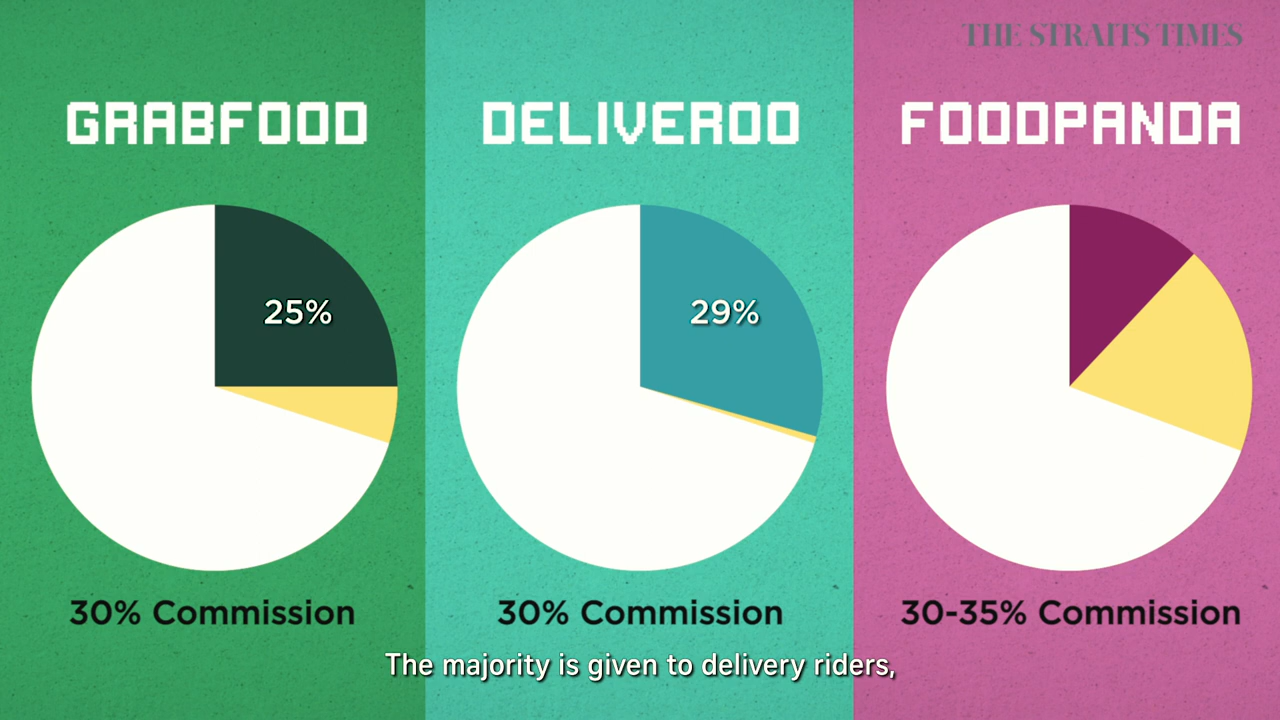 THE STRAITS TIMES
GRABFOOD
DELIVEROO
FOODPANDA
25%
29%
30% Commission
30% Commission
30-35% Commission
The majority is given to delivery riders,